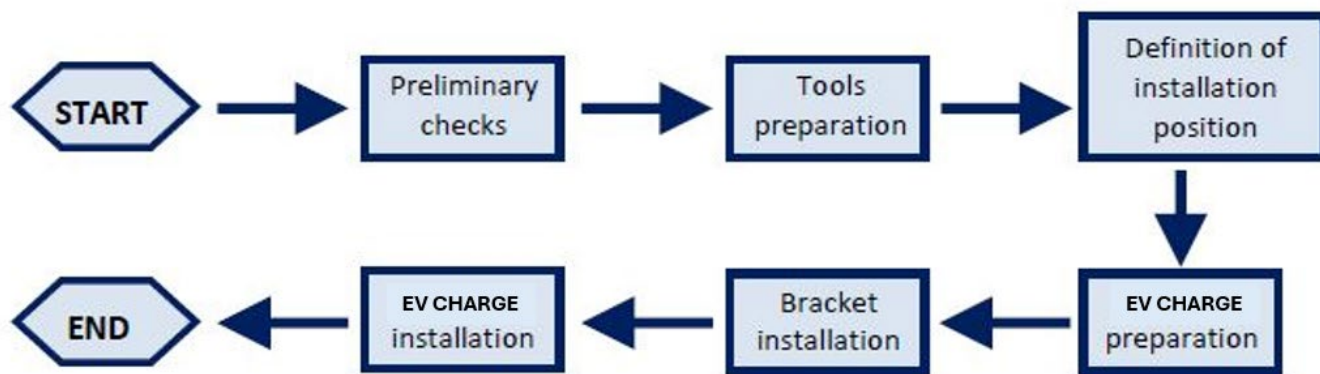 START
Preliminary
checks
Tools
preparation
Definition of
installation
position
EV CHARGE
preparation
Bracket
installation
EV CHARGE
installation
END